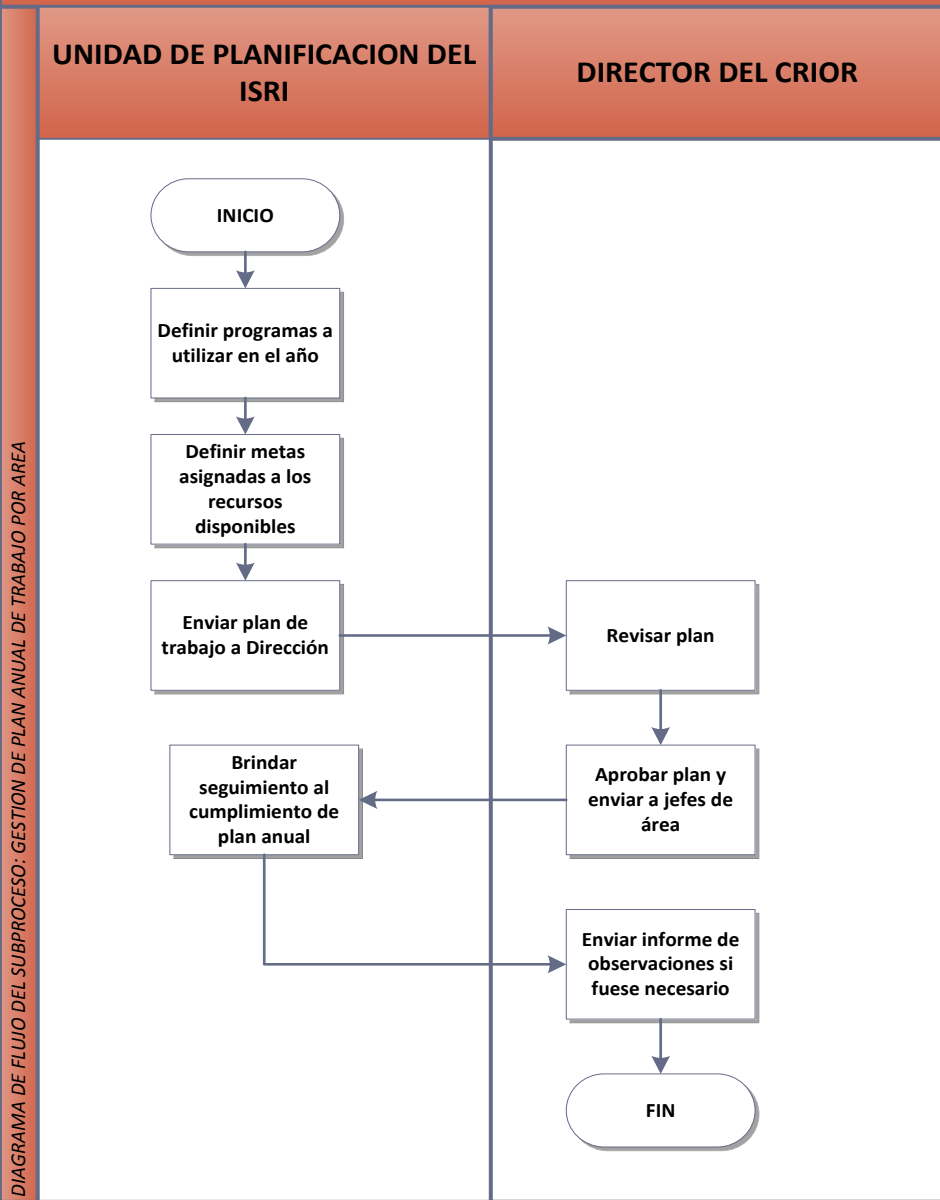 UNIDAD DE PLANIFICACION DEL
ISRI
DIRECTOR DEL CRIOR
DIAGRAMA DE FLUJO DEL SUBPROCESO: GESTION DE PLAN ANUAL DE TRABAJO POR AREA
INICIO
Definir programas a
utilizar en el año
Definir metas
asignadas a los
recursos
disponibles
Enviar plan de
trabajo a Dirección
Revisar plan
Aprobar plan y
enviar a jefes de
área
Brindar
seguimiento al
cumplimiento de
plan anual
Enviar informe de
observaciones si
fuese necesario
FIN